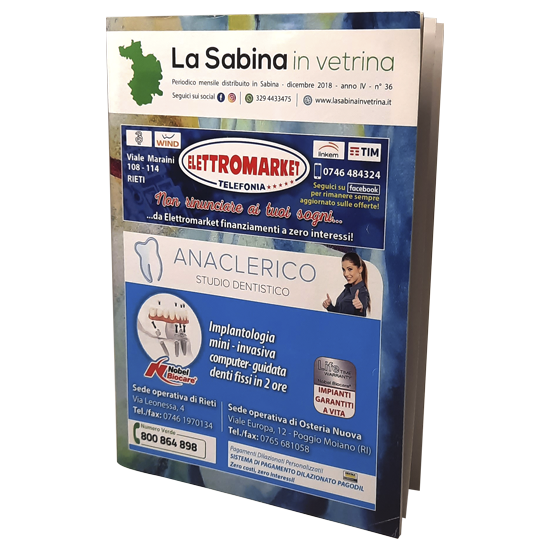 La Sabina in vetrina
Periodico mensile distribuito in Sabina - dicembre 2018 - anno IV - n° 36
Seguici sui social
329 4433475
www.lasabinainvetrina.it
3 WIND
linkem TIM
Viale Maraini
108 - 114
RIETI
ELETTROMARKET
TELEFONIA
0746 484324
Seguici su facebook
per rimanere sempre
aggiornato sulle offerte!
Non rinunciare ai tuoi sogni...
...da Elettromarket finanziamenti a zero interessi!
ANACLERICO
STUDIO DENTISTICO
Implantologia
mini - invasiva
computer-guidata
denti fissi in 2 ore
Nobel
Biocare
WARRANTY
Nobel Biocare
IMPIANTI
GARANTITI
A VITA
Sede operativa di Rieti
Via Leonessa, 4
Tel./fax: 0746 1970134
Numero Verde
800 864 898
Sede operativa di Osteria Nuova
Viale Europa, 12 - Poggio Moiano (RI)
Tel./fax: 0765 681058
Pagamenti Dilazionati Personalizzati!
SISTEMA DI PAGAMENTO DILAZIONATO PAGODIL
Zero costi, zero interessi!